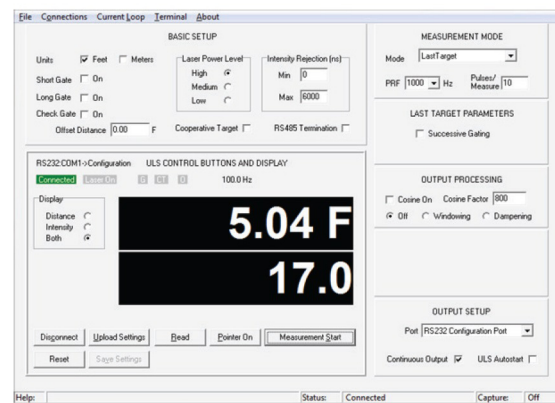 File Connections Current Loop Terminal About
BASIC SETUP
Units Feet Meters
Short Gate On
Long Gate On
Check Gate On
Offset Distance 0.00 F
Laser Power Level
High
Medium
Low
Intensity Rejection (ns)
Min 0
Max 6000
Cooperative Target
RS485 Termination
MEASUREMENT MODE
Mode LastTarget
PRF 1000 Hz Pulses/ Measure 10
LAST TARGET PARAMETERS
Successive Gating
RS232:COM1->Configuration ULS CONTROL BUTTONS AND DISPLAY
Connected Laser On G CT D 100.0 Hz
Display
Distance
Intensity
Both
5.04 F
17.0
Disconnect Upload Settings Read Pointer On Measurement Start
Reset Save Settings
OUTPUT PROCESSING
Cosine On Cosine Factor 800
Off Windowing Dampening
OUTPUT SETUP
Port RS232 Configuration Port
Continuous Output ULS Autostart
Help: Status: Connected Capture: Off